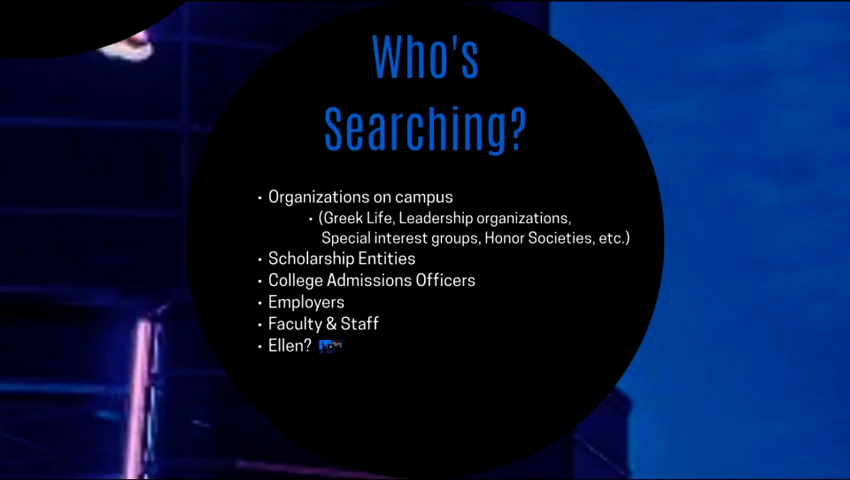 Who's
Searching?
• Organizations on campus
• (Greek Life, Leadership organizations,
Special interest groups, Honor Societies, etc.)
• Scholarship Entities
• College Admissions Officers
• Employers
• Faculty & Staff
• Ellen?